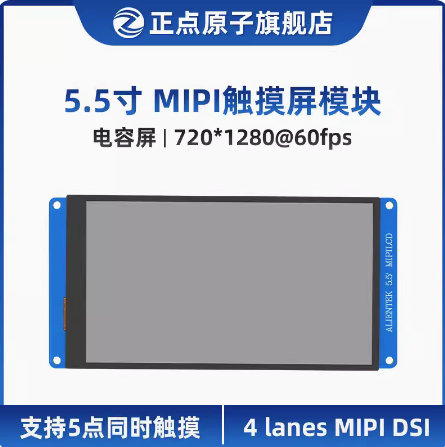 正点原子旗舰店
5.5寸 MIPI触摸屏模块
电容屏 | 720*1280@60fps
ALIENTEK 5.5' MIPILCD
支持5点同时触摸 | 4 lanes MIPI DSI